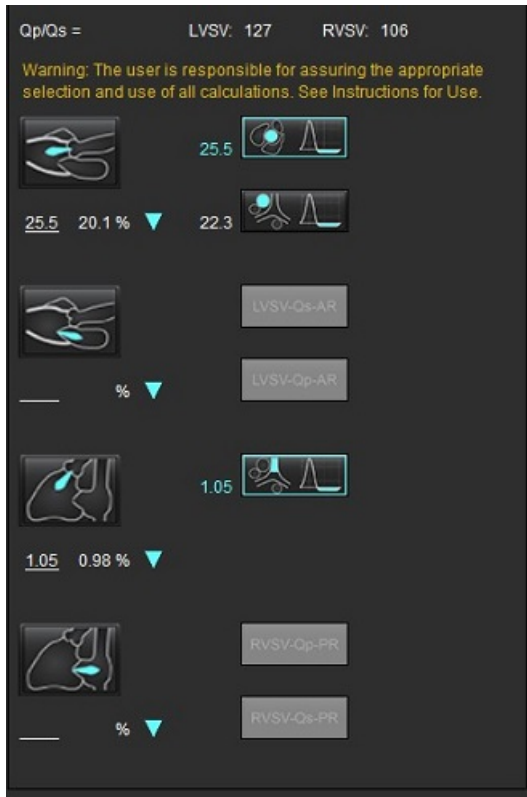 Qp/Qs = LVSV: 127 RVSV: 106
Warning: The user is responsible for assuring the appropriate
selection and use of all calculations. See Instructions for Use.
25.5
25.5 20.1 % 22.3
LVSV-Qs-AR
LVSV-Qp-AR
%
1.05
1.05 0.98 %
RVSV-Qp-PR
RVSV-Qs-PR
%